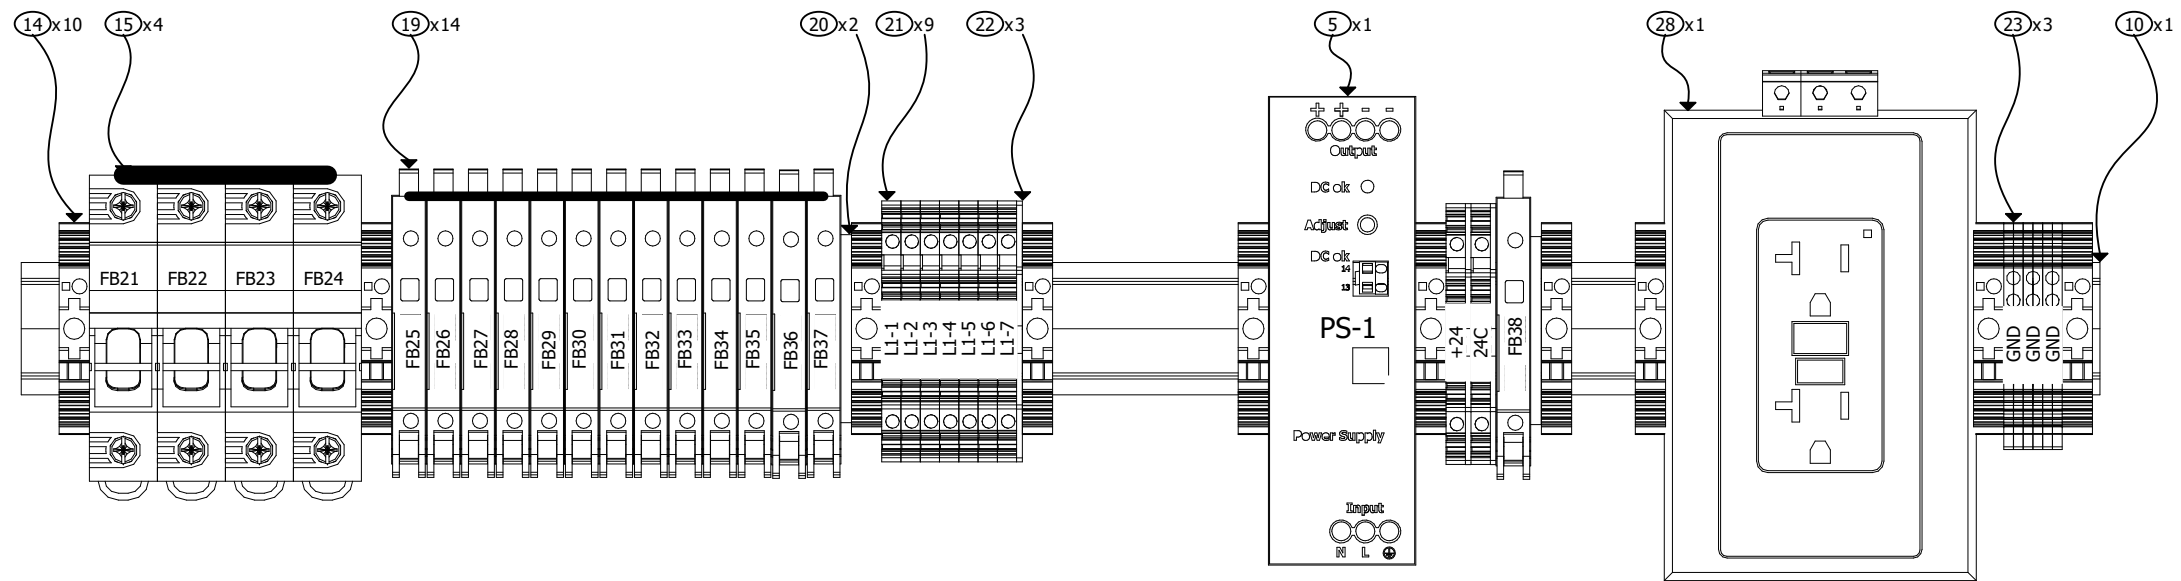 14 x10
15 x4
19 x14
20 x2
21 x9
22 x3
5 x1
28 x1
23 x3
10 x1
+ + - -
Output
DC ok
Adjust
DC ok
14
13
PS-1
Power Supply
Input
N L
FB21 FB22 FB23 FB24
FB25
FB26
FB27
FB28
FB29
FB30
FB31
FB32
FB33
FB34
FB35
FB36
FB37
L1-1
L1-2
L1-3
L1-4
L1-5
L1-6
L1-7
+24
24C
FB38
GND
GND
GND